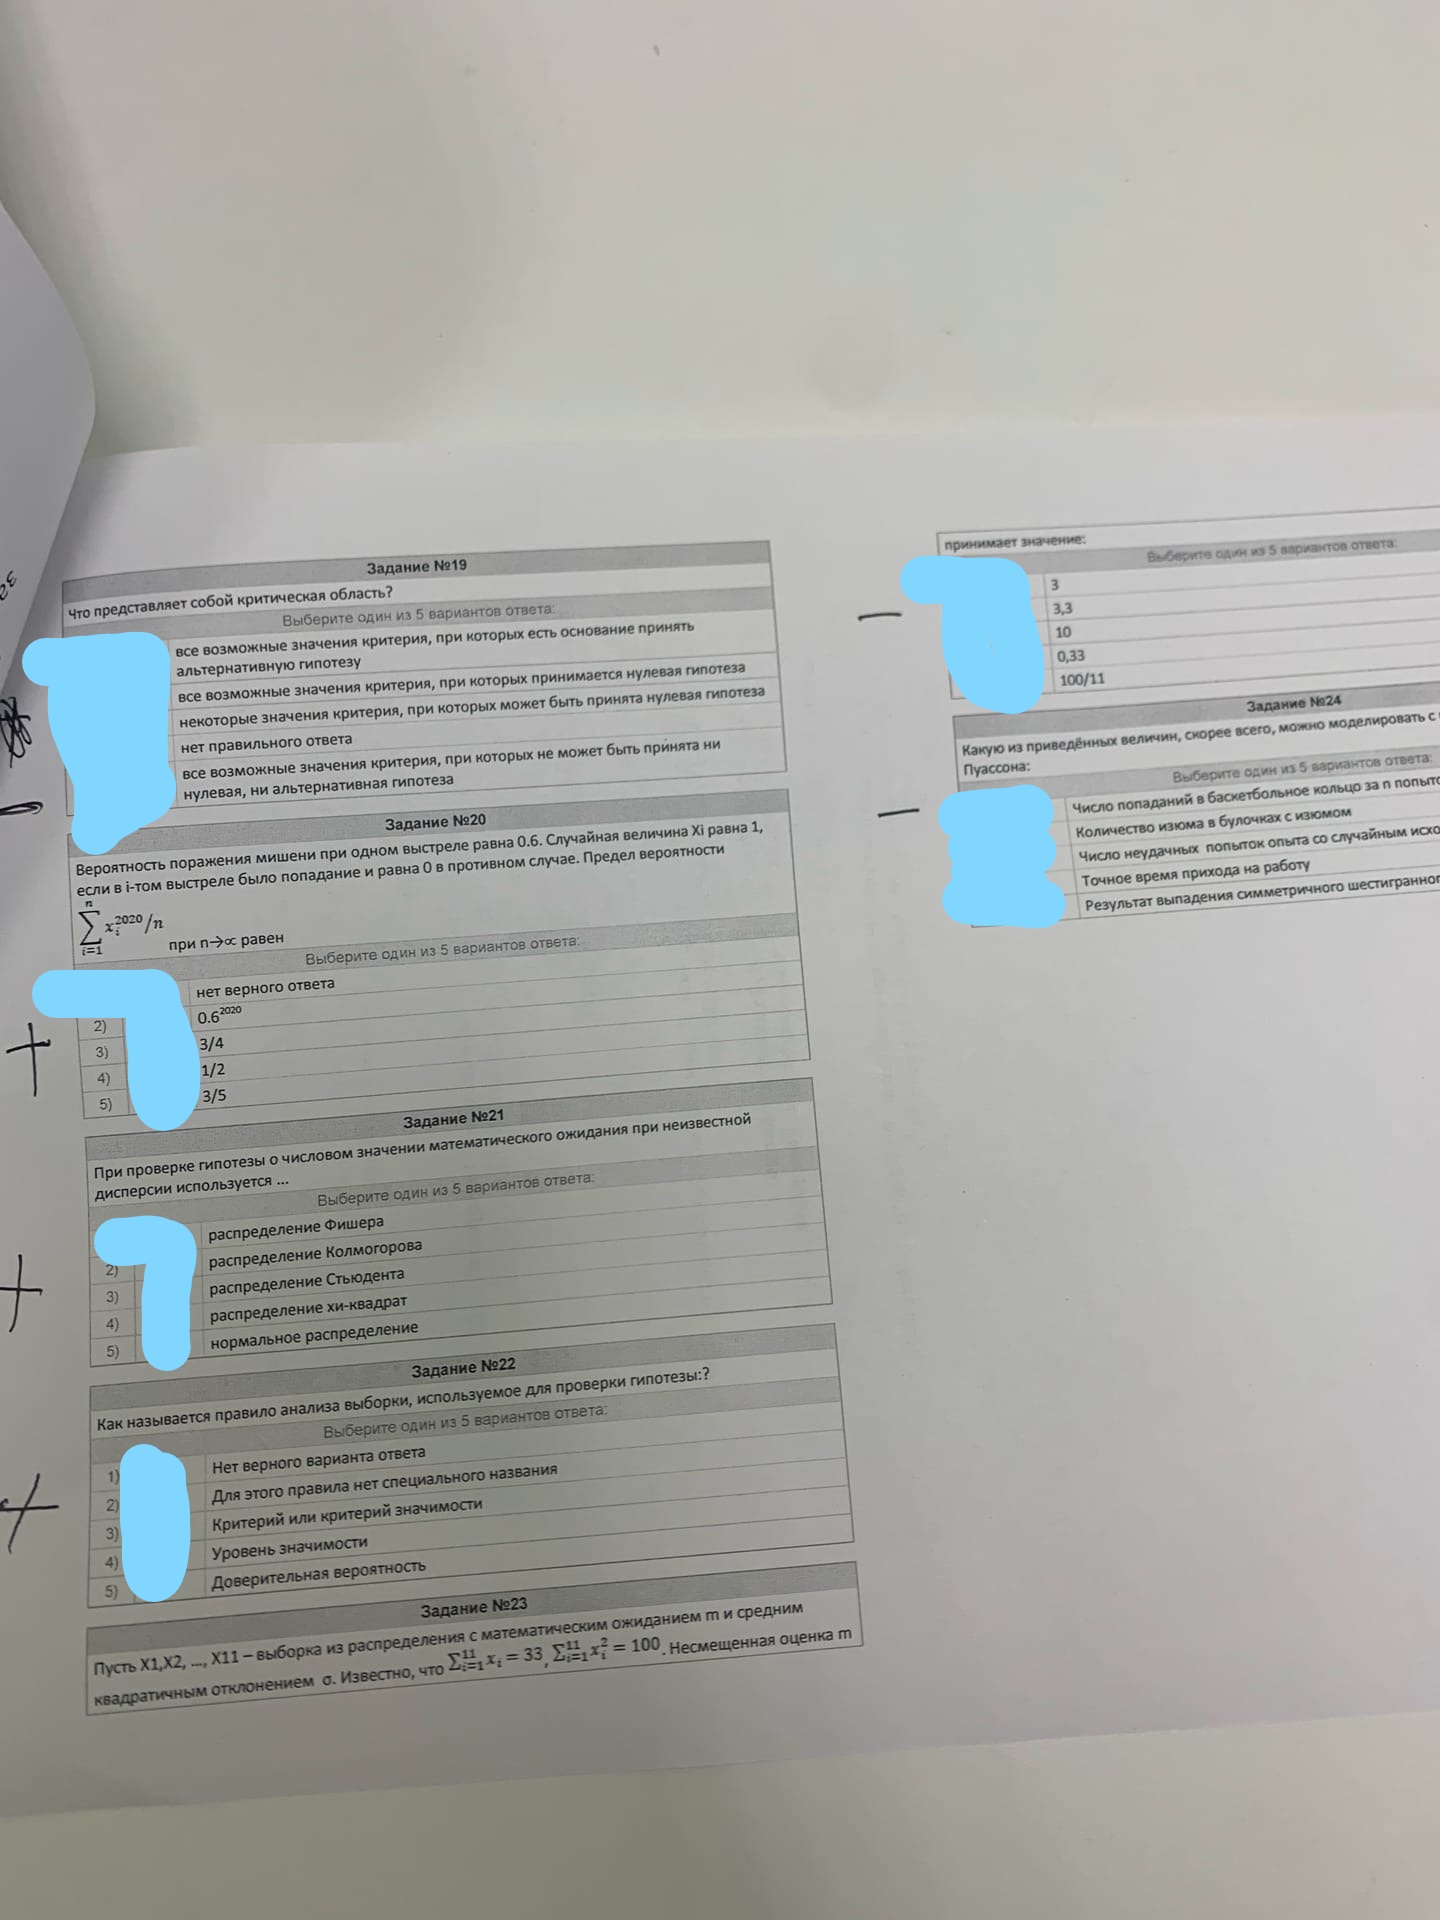 Задание №19
Что представляет собой критическая область?
Выберите один из 5 вариантов ответа:
все возможные значения критерия, при которых есть основание принять
альтернативную гипотезу
все возможные значения критерия, при которых принимается нулевая гипотеза
некоторые значения критерия, при которых может быть принята нулевая гипотеза
нет правильного ответа
все возможные значения критерия, при которых не может быть принята ни
нулевая, ни альтернативная гипотеза
Задание №20
Вероятность поражения мишени при одном выстреле равна 0.6. Случайная величина Xi равна 1,
если в i-том выстреле было попадание и равна 0 в противном случае. Предел вероятности
∑_{i=1}^{n} x_i^{2020}/n при n→∝ равен
Выберите один из 5 вариантов ответа:
нет верного ответа
2) 0.6^{2020}
3) 3/4
4) 1/2
5) 3/5
Задание №21
При проверке гипотезы о числовом значении математического ожидания при неизвестной
дисперсии используется ...
Выберите один из 5 вариантов ответа:
распределение Фишера
2) распределение Колмогорова
3) распределение Стьюдента
4) распределение хи-квадрат
5) нормальное распределение
Задание №22
Как называется правило анализа выборки, используемое для проверки гипотезы:?
Выберите один из 5 вариантов ответа:
1) Нет верного варианта ответа
2) Для этого правила нет специального названия
3) Критерий или критерий значимости
4) Уровень значимости
5) Доверительная вероятность
Задание №23
Пусть X1,X2, ..., X11 – выборка из распределения с математическим ожиданием m и средним
квадратичным отклонением σ. Известно, что ∑_{i=1}^{11} x_i = 33, ∑_{i=1}^{11} x_i^2 = 100. Несмещенная оценка m
принимает значение:
Выберите один из 5 вариантов ответа:
3
3,3
10
0,33
100/11
Задание №24
Какую из приведённых величин, скорее всего, можно моделировать с
Пуассона:
Выберите один из 5 вариантов ответа:
Число попаданий в баскетбольное кольцо за n
Количество изюма в булочках с изюмом
Число неудачных попыток опыта со случайным
Точное время прихода на работу
Результат выпадения симметричного